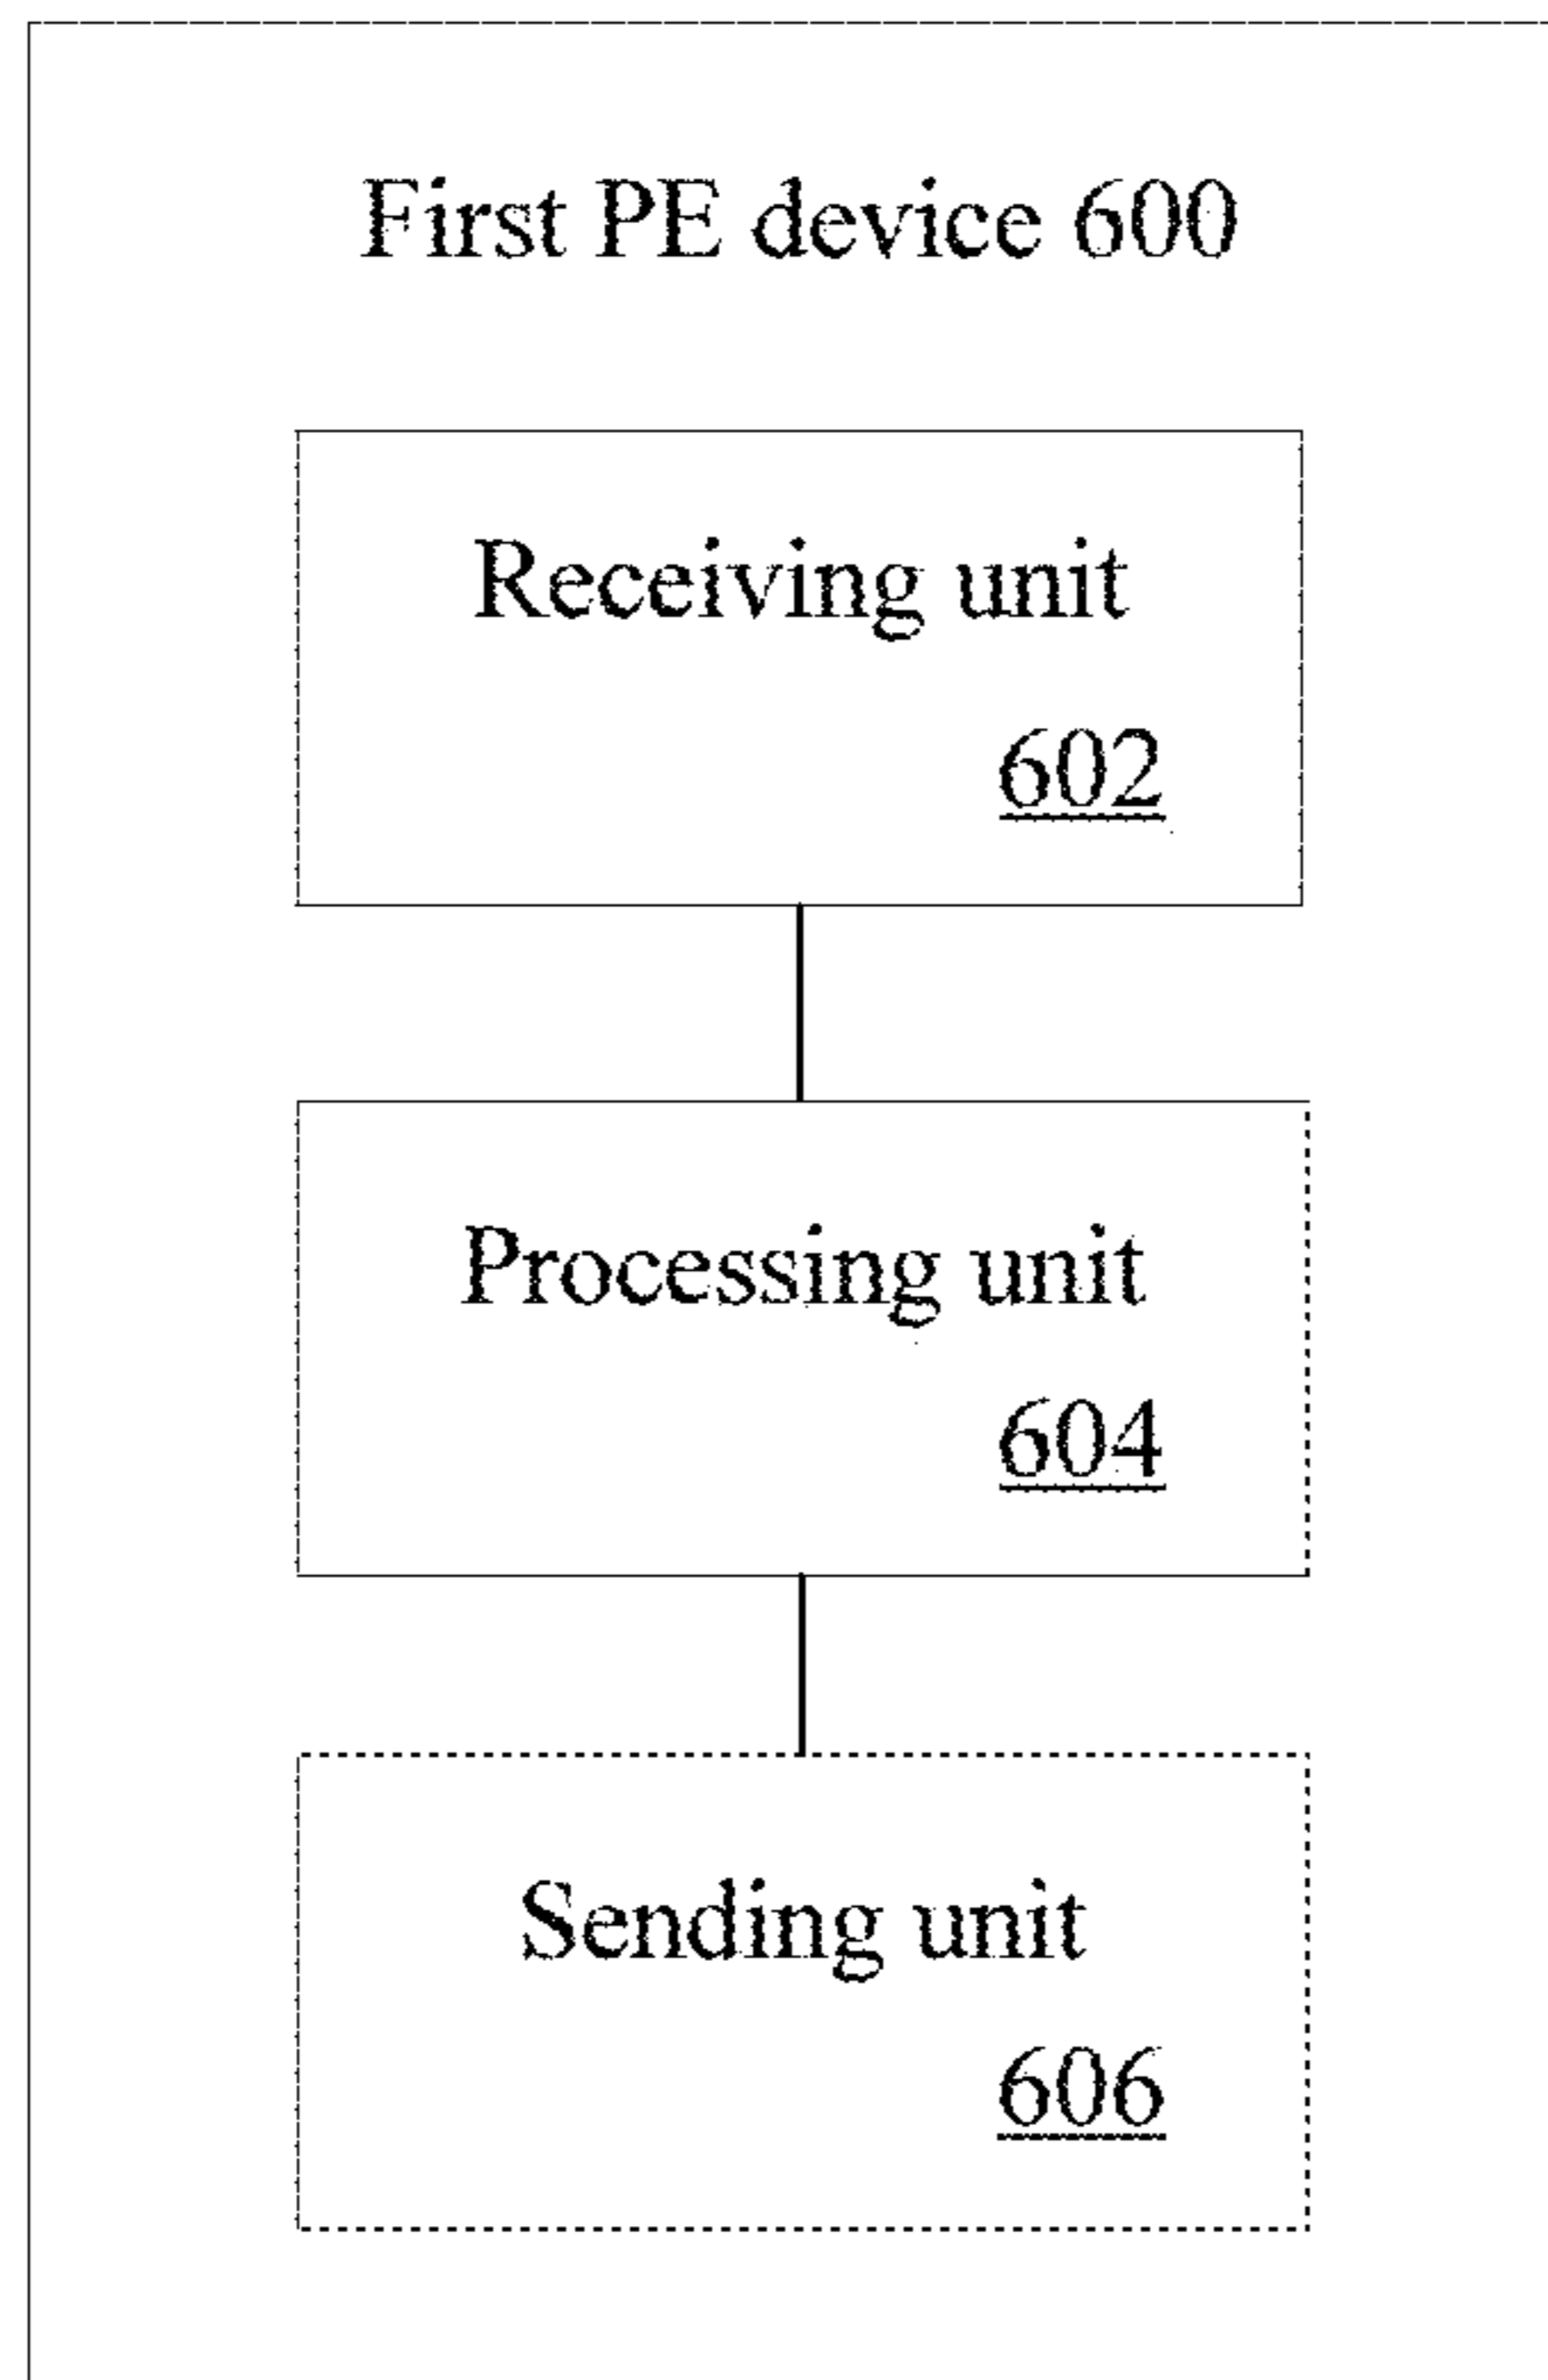 First PE device 600
Receiving unit
602
Processing unit
604
Sending unit
606